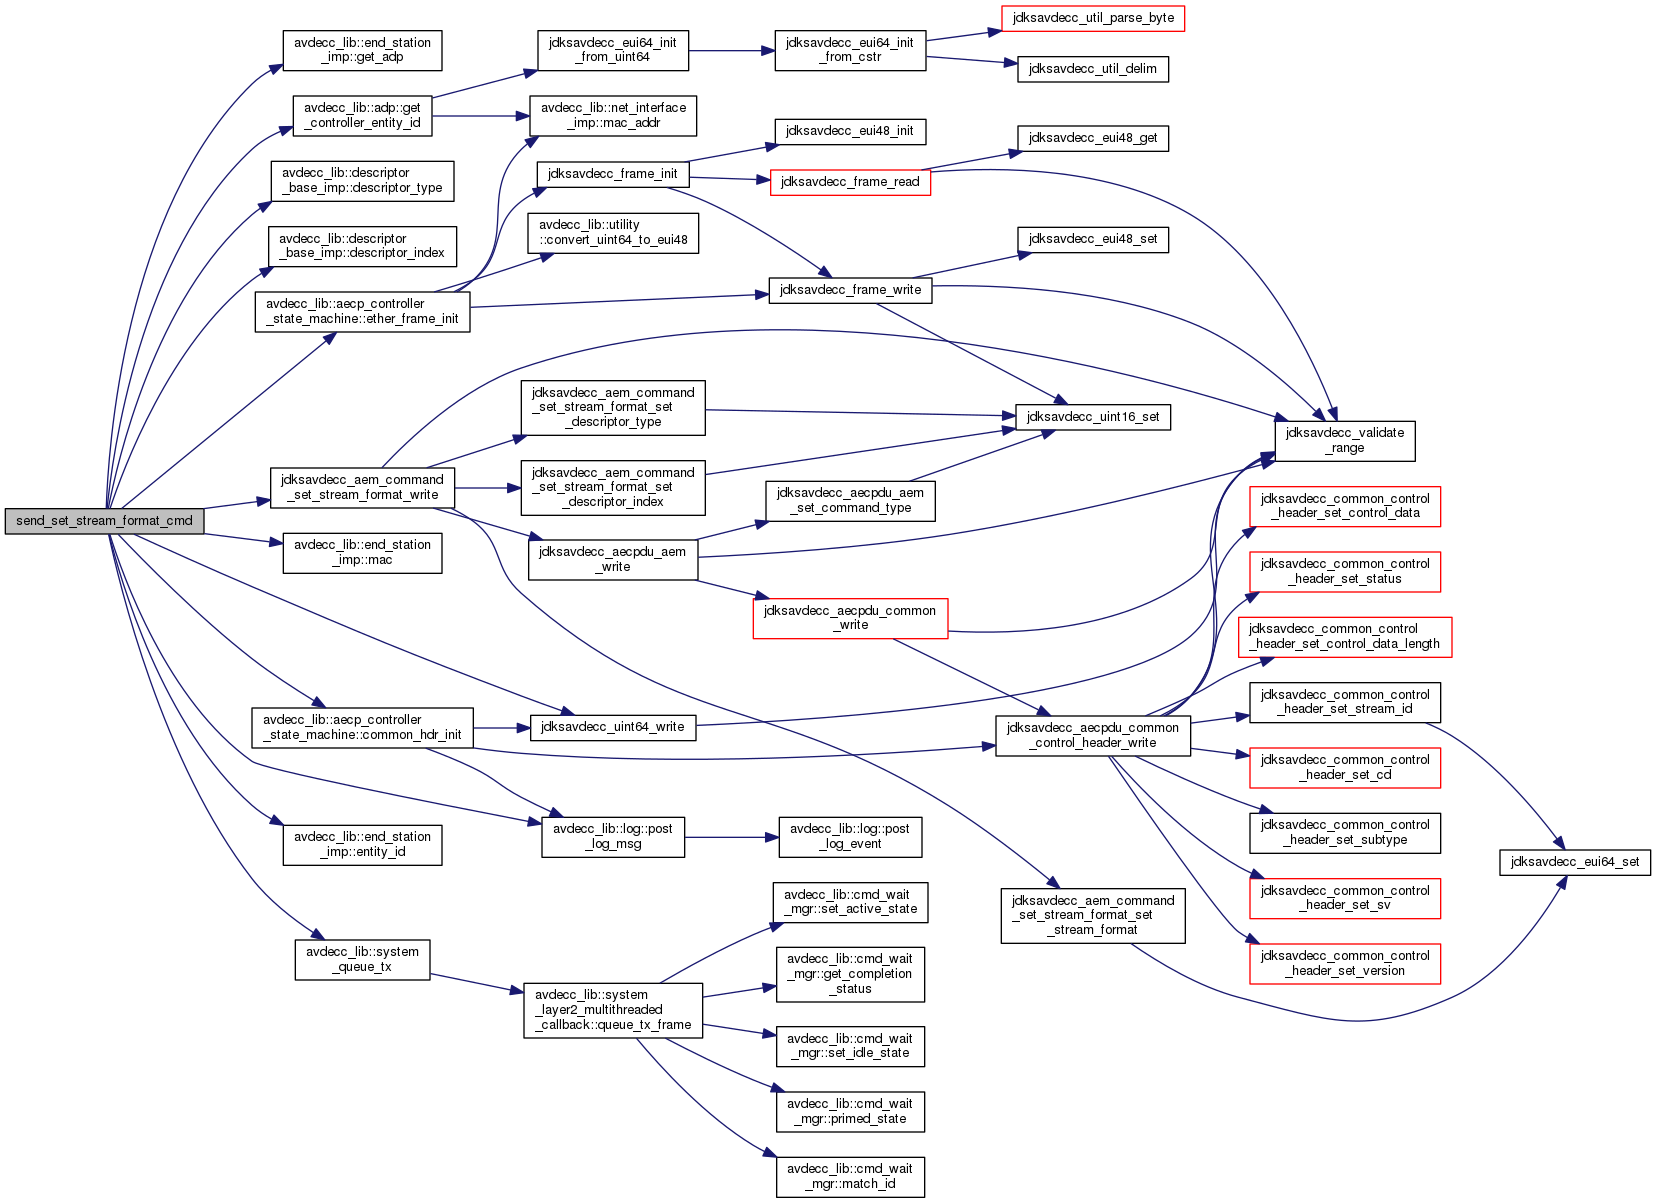 send_set_stream_format_cmd
avdecc_lib::end_station
_imp::get_adp
avdecc_lib::adp::get
_controller_entity_id
avdecc_lib::descriptor
_base_imp::descriptor_type
avdecc_lib::descriptor
_base_imp::descriptor_index
avdecc_lib::aecp_controller
_state_machine::ether_frame_init
jdksavdecc_aem_command
_set_stream_format_write
avdecc_lib::end_station
_imp::mac
avdecc_lib::aecp_controller
_state_machine::common_hdr_init
avdecc_lib::end_station
_imp::entity_id
avdecc_lib::system
_queue_tx
jdksavdecc_eui64_init
_from_uint64
avdecc_lib::net_interface
_imp::mac_addr
jdksavdecc_frame_init
avdecc_lib::utility
::convert_uint64_to_eui48
jdksavdecc_aem_command
_set_stream_format_set
_descriptor_type
jdksavdecc_aem_command
_set_stream_format_set
_descriptor_index
jdksavdecc_aecpdu_aem
_write
jdksavdecc_uint64_write
avdecc_lib::log::post
_log_msg
avdecc_lib::system
_layer2_multithreaded
_callback::queue_tx_frame
jdksavdecc_eui64_init
_from_cstr
jdksavdecc_eui48_init
jdksavdecc_frame_read
jdksavdecc_frame_write
jdksavdecc_aecpdu_aem
_set_command_type
jdksavdecc_aecpdu_common
_write
avdecc_lib::log::post
_log_event
avdecc_lib::cmd_wait
_mgr::set_active_state
avdecc_lib::cmd_wait
_mgr::get_completion
_status
avdecc_lib::cmd_wait
_mgr::set_idle_state
avdecc_lib::cmd_wait
_mgr::primed_state
avdecc_lib::cmd_wait
_mgr::match_id
jdksavdecc_util_parse_byte
jdksavdecc_util_delim
jdksavdecc_eui48_get
jdksavdecc_eui48_set
jdksavdecc_uint16_set
jdksavdecc_aecpdu_common
_control_header_write
jdksavdecc_aem_command
_set_stream_format_set
_stream_format
jdksavdecc_validate
_range
jdksavdecc_common_control
_header_set_control_data
jdksavdecc_common_control
_header_set_status
jdksavdecc_common_control
_header_set_control_data_length
jdksavdecc_common_control
_header_set_stream_id
jdksavdecc_common_control
_header_set_cd
jdksavdecc_common_control
_header_set_subtype
jdksavdecc_common_control
_header_set_sv
jdksavdecc_common_control
_header_set_version
jdksavdecc_eui64_set